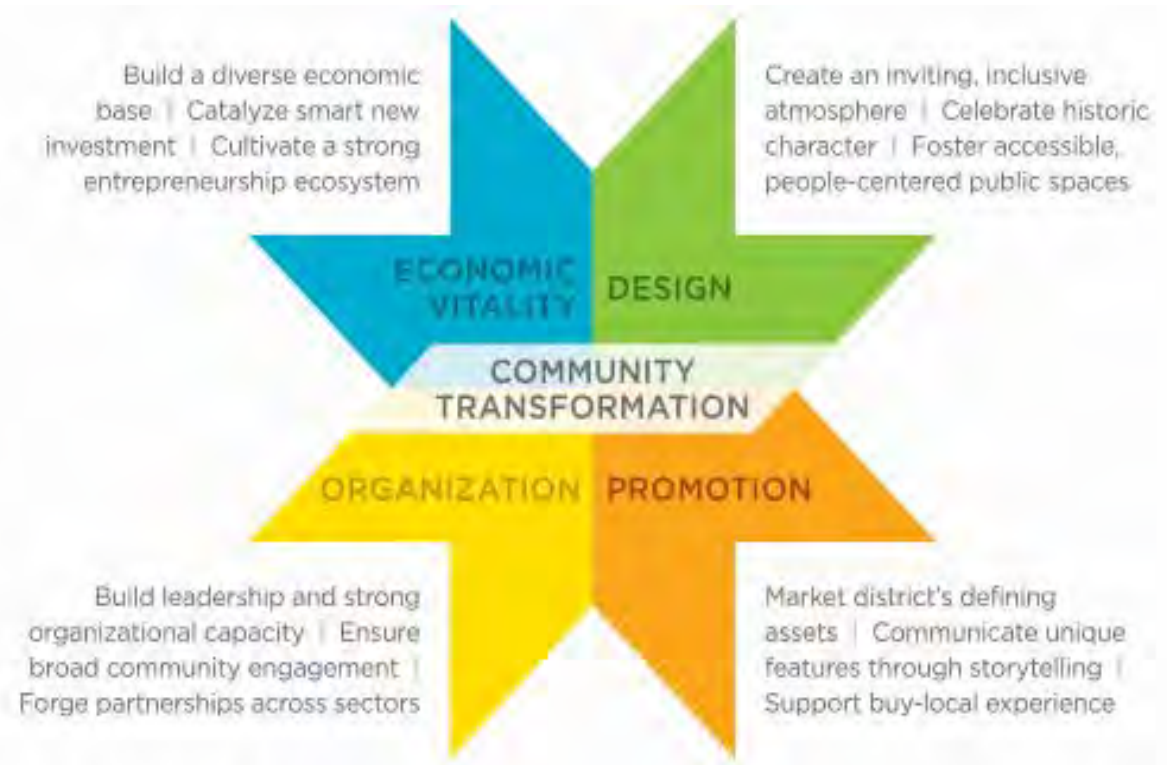 Build a diverse economic
base | Catalyze smart new
investment | Cultivate a strong
entrepreneurship ecosystem
Create an inviting, inclusive
atmosphere | Celebrate historic
character | Foster accessible,
people-centered public spaces
ECONOMIC
VITALITY
DESIGN
COMMUNITY
TRANSFORMATION
ORGANIZATION
PROMOTION
Build leadership and strong
organizational capacity | Ensure
broad community engagement |
Forge partnerships across sectors
Market district's defining
assets | Communicate unique
features through storytelling |
Support buy-local experience